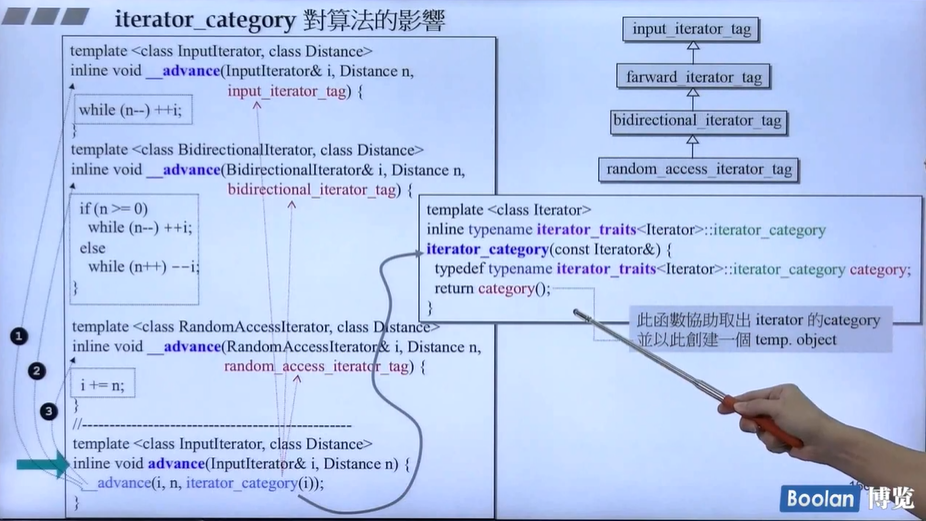 iterator_category 對算法的影響
template <class InputIterator, class Distance>
inline void __advance(InputIterator& i, Distance n,
input_iterator_tag) {
while (n--) ++i;
}
template <class BidirectionalIterator, class Distance>
inline void __advance(BidirectionalIterator& i, Distance n,
bidirectional_iterator_tag) {
if (n >= 0)
while (n--) ++i;
else
while (n++) --i;
}
template <class RandomAccessIterator, class Distance>
inline void __advance(RandomAccessIterator& i, Distance n,
random_access_iterator_tag) {
i += n;
}
//--------------------------------------------------
template <class InputIterator, class Distance>
inline void advance(InputIterator& i, Distance n) {
__advance(i, n, iterator_category(i));
}
1
2
3
input_iterator_tag
farward_iterator_tag
bidirectional_iterator_tag
random_access_iterator_tag
template <class Iterator>
inline typename iterator_traits<Iterator>::iterator_category
iterator_category(const Iterator&) {
typedef typename iterator_traits<Iterator>::iterator_category category;
return category();
}
此函數協助取出 iterator 的category
並以此創建一個 temp. object
Boolan 博览